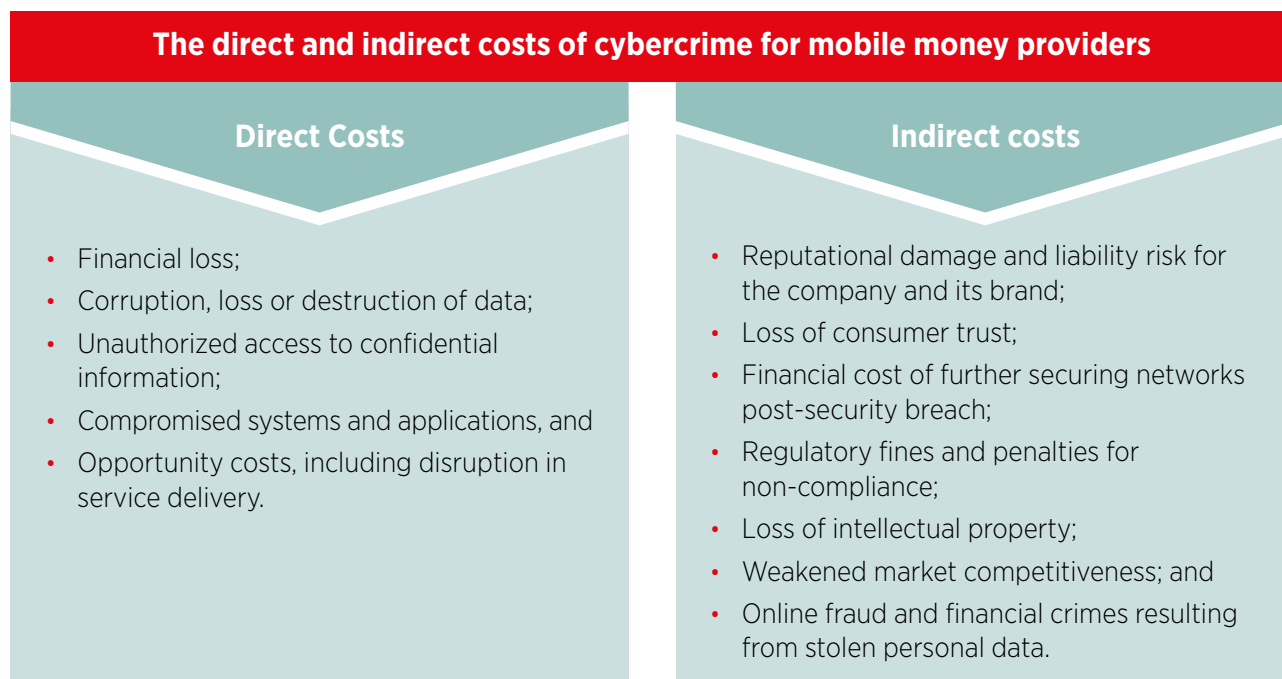 The direct and indirect costs of cybercrime for mobile money providers
Direct Costs
• Financial loss;
• Corruption, loss or destruction of data;
• Unauthorized access to confidential
information;
• Compromised systems and applications, and
• Opportunity costs, including disruption in
service delivery.
Indirect costs
• Reputational damage and liability risk for
the company and its brand;
• Loss of consumer trust;
• Financial cost of further securing networks
post-security breach;
• Regulatory fines and penalties for
non-compliance;
• Loss of intellectual property;
• Weakened market competitiveness; and
• Online fraud and financial crimes resulting
from stolen personal data.